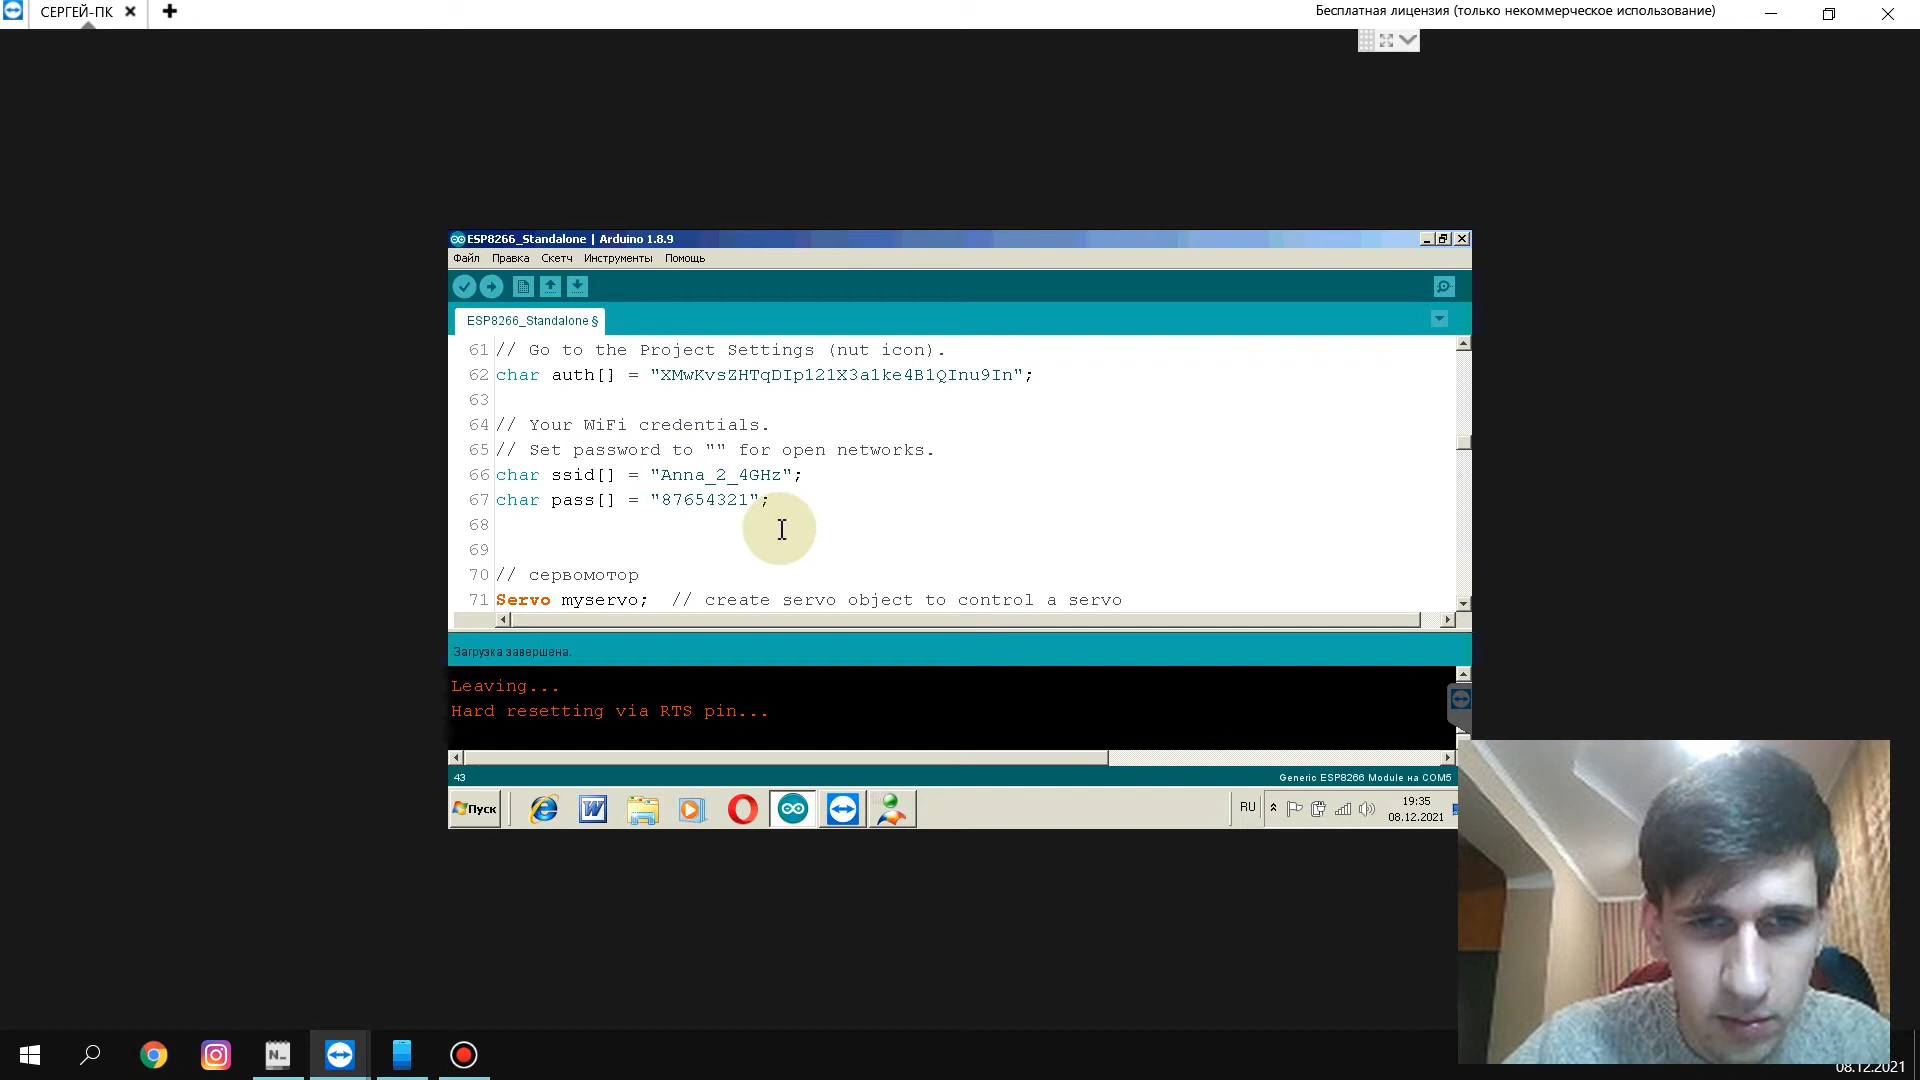 СЕРГЕЙ-ПК
Бесплатная лицензия (только некоммерческое использование)
ESP8266_Standalone | Arduino 1.8.9
Файл Правка Скетч Инструменты Помощь
ESP8266_Standalone §
61 // Go to the Project Settings (nut icon).
62 char auth[] = "XMwKvsZHTqDIp121X3a1ke4B1QInu9In";
63
64 // Your WiFi credentials.
65 // Set password to "" for open networks.
66 char ssid[] = "Anna_2_4GHz";
67 char pass[] = "87654321";
68
69
70 // сервомотор
71 Servo myservo;  // create servo object to control a servo
Загрузка завершена.
Leaving...
Hard resetting via RTS pin...
43
Generic ESP8266 Module на COM5
Пуск
RU
19:35
08.12.2021
08.12.2021